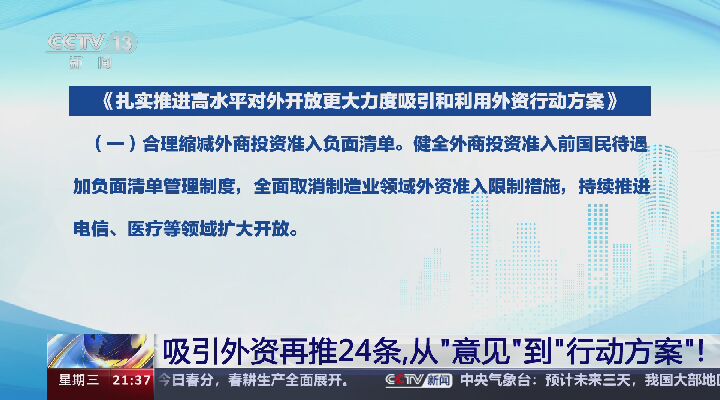 CCTV 13
新闻
《扎实推进高水平对外开放更大力度吸引和利用外资行动方案》
（一）合理缩减外商投资准入负面清单。健全外商投资准入前国民待遇
加负面清单管理制度，全面取消制造业领域外资准入限制措施，持续推进
电信、医疗等领域扩大开放。
吸引外资再推24条,从"意见"到"行动方案"!
星期三 21:37 今日春分，春耕生产全面展开。 CCTV 新闻 中央气象台：预计未来三天，我国大部地区